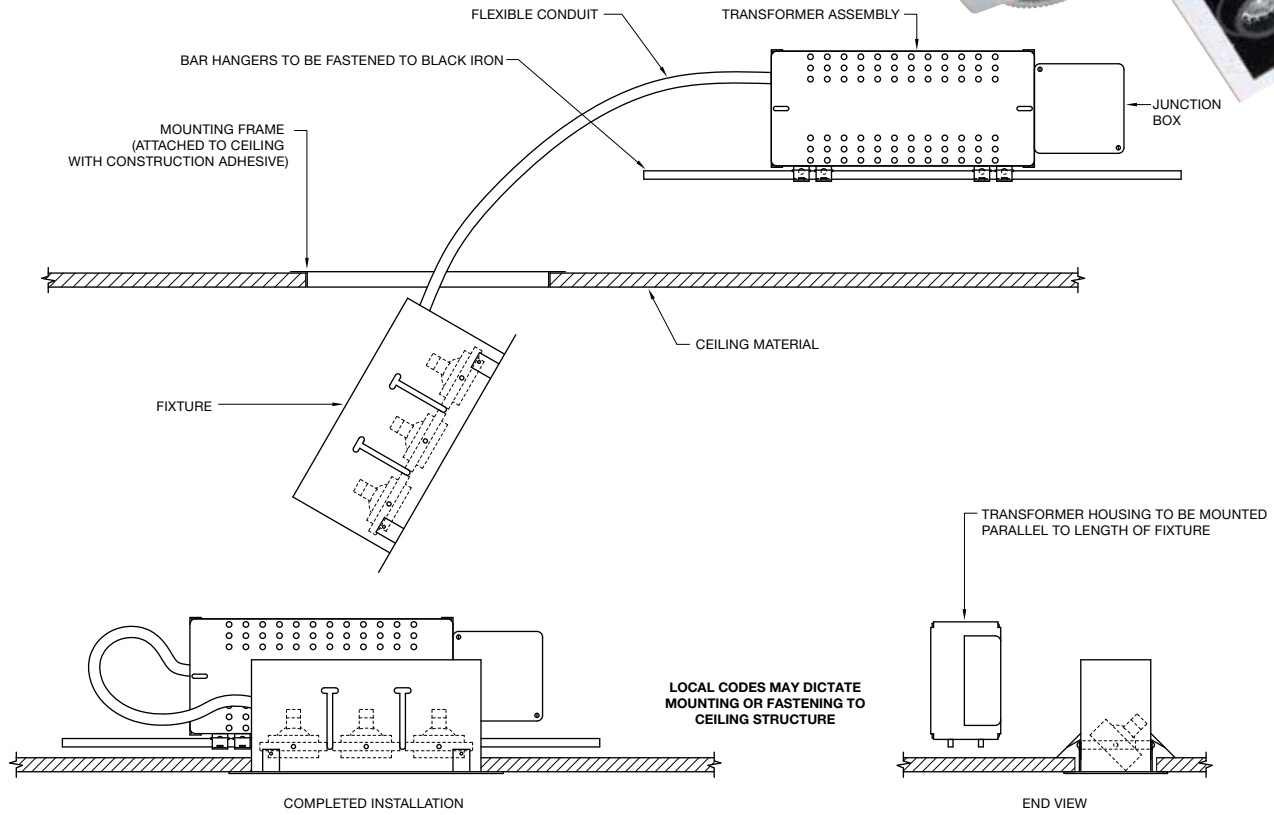 FLEXIBLE CONDUIT
TRANSFORMER ASSEMBLY
BAR HANGERS TO BE FASTENED TO BLACK IRON
JUNCTION
BOX
MOUNTING FRAME
(ATTACHED TO CEILING
WITH CONSTRUCTION ADHESIVE)
CEILING MATERIAL
FIXTURE
TRANSFORMER HOUSING TO BE MOUNTED
PARALLEL TO LENGTH OF FIXTURE
LOCAL CODES MAY DICTATE
MOUNTING OR FASTENING TO
CEILING STRUCTURE
COMPLETED INSTALLATION
END VIEW